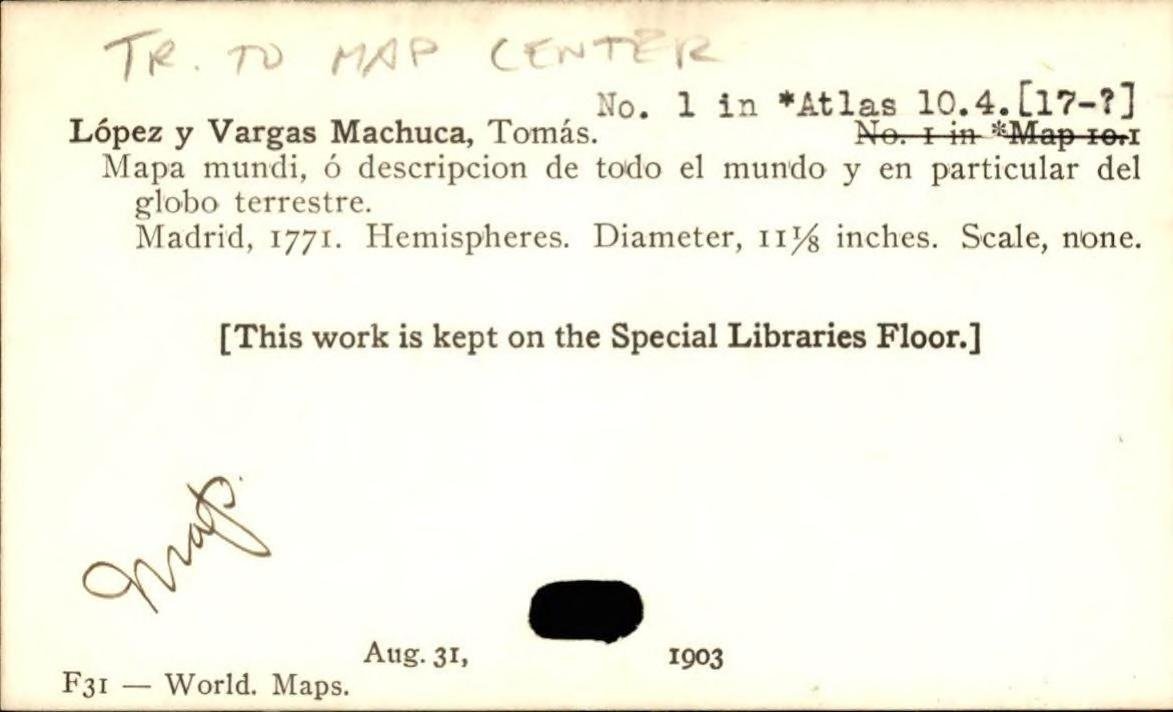 TR. TO MAP CENTER
No. 1 in *Atlas 10.4.[17-?]
López y Vargas Machuca, Tomás. No. 1 in *Map 10.1
Mapa mundi, ó descripcion de todo el mundo y en particular del
globo terrestre.
Madrid, 1771. Hemispheres. Diameter, 11⅛ inches. Scale, none.
[This work is kept on the Special Libraries Floor.]
Map.
Aug. 31, 1903
F31 — World. Maps.